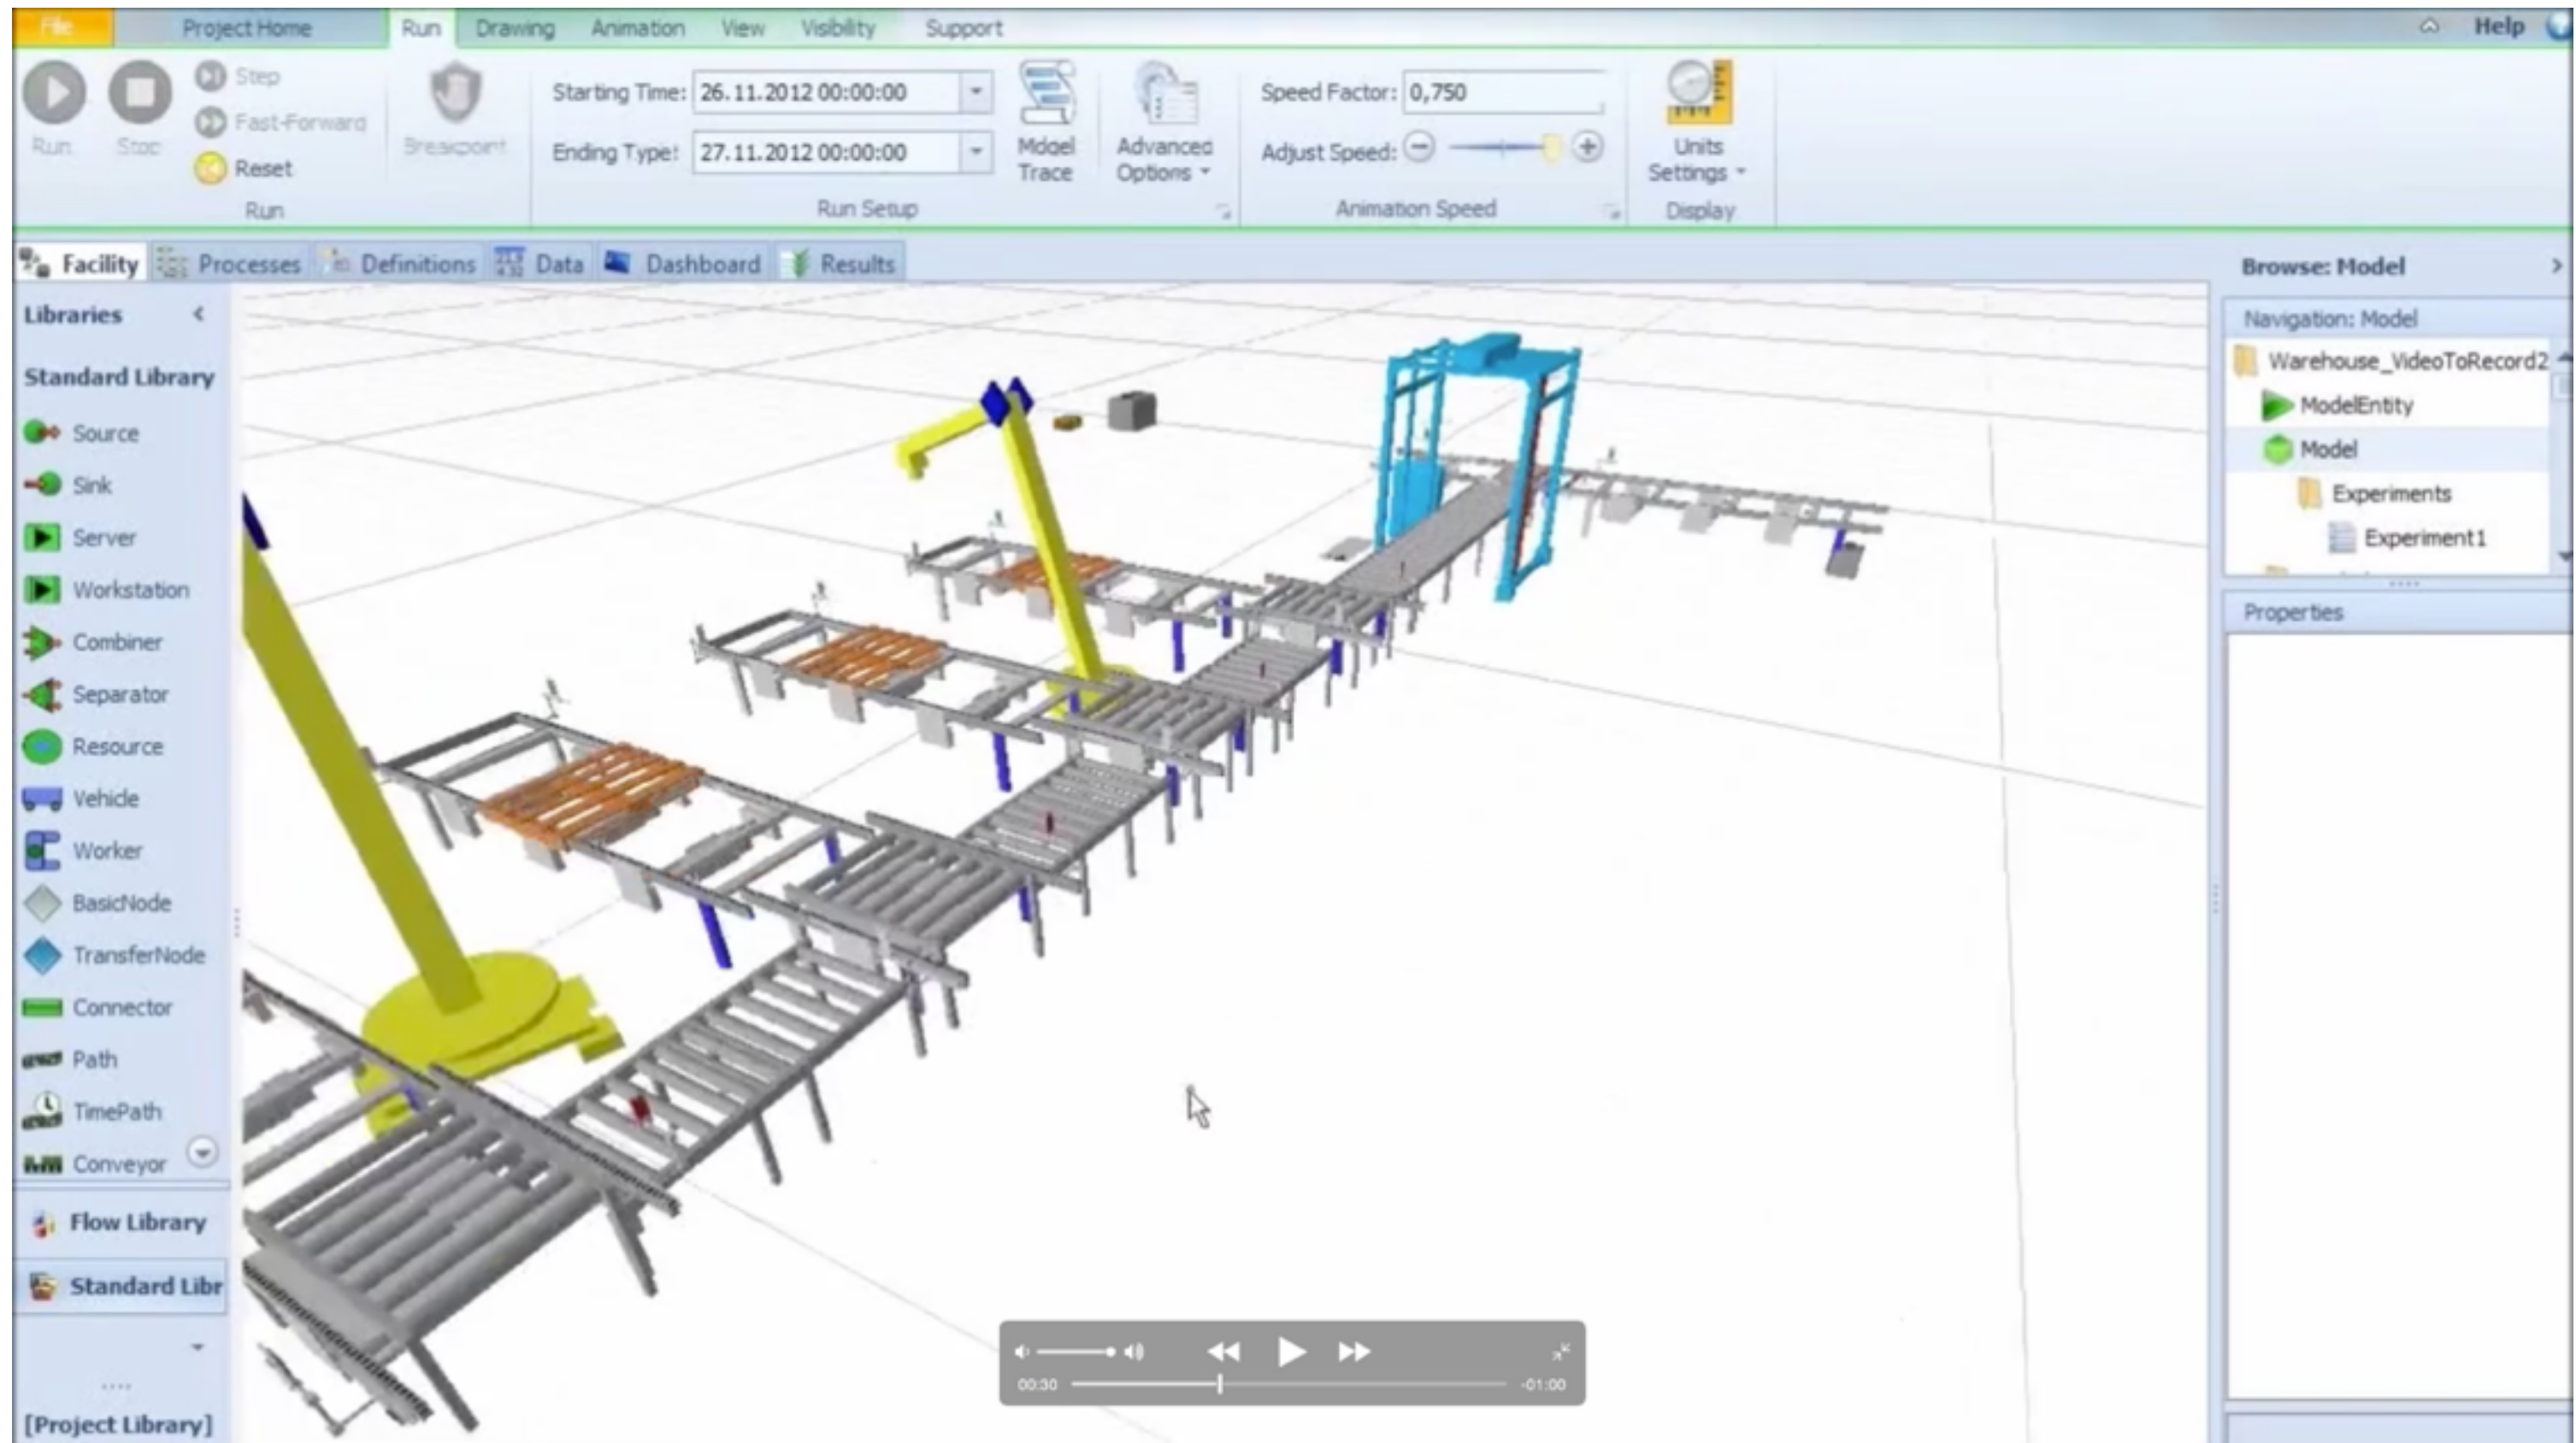 File Project Home Run Drawing Animation View Visibility Support Help
Run
Stop
Step
Fast-Forward
Reset
Run
Breakpoint
Starting Time: 26.11.2012 00:00:00
Ending Type: 27.11.2012 00:00:00
Model
Trace
Advanced
Options
Run Setup
Speed Factor: 0,750
Adjust Speed:
Animation Speed
Units
Settings
Display
Facility Processes Definitions Data Dashboard Results
Libraries
Standard Library
Source
Sink
Server
Workstation
Combiner
Separator
Resource
Vehicle
Worker
BasicNode
TransferNode
Connector
Path
TimePath
Conveyor
Flow Library
Standard Libr
[Project Library]
Browse: Model
Navigation: Model
Warehouse_VideoToRecord2
ModelEntity
Model
Experiments
Experiment1
Properties
00:30 -01:00